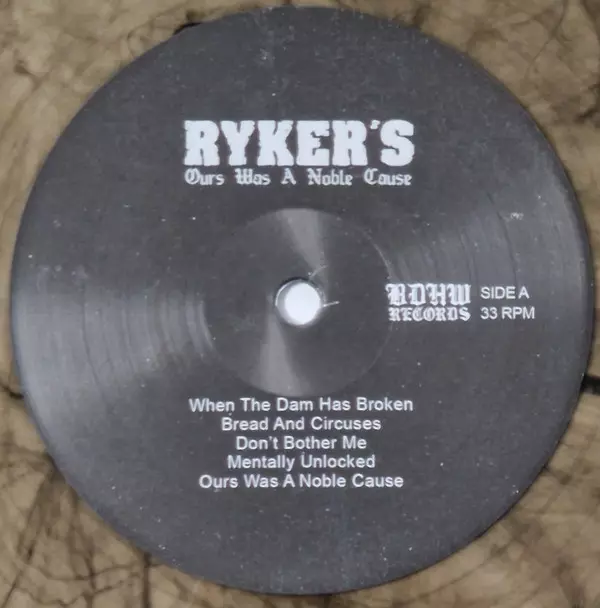 RYKER'S
Ours Was A Noble Cause
BDHW SIDE A
RECORDS 33 RPM
When The Dam Has Broken
Bread And Circuses
Don't Bother Me
Mentally Unlocked
Ours Was A Noble Cause